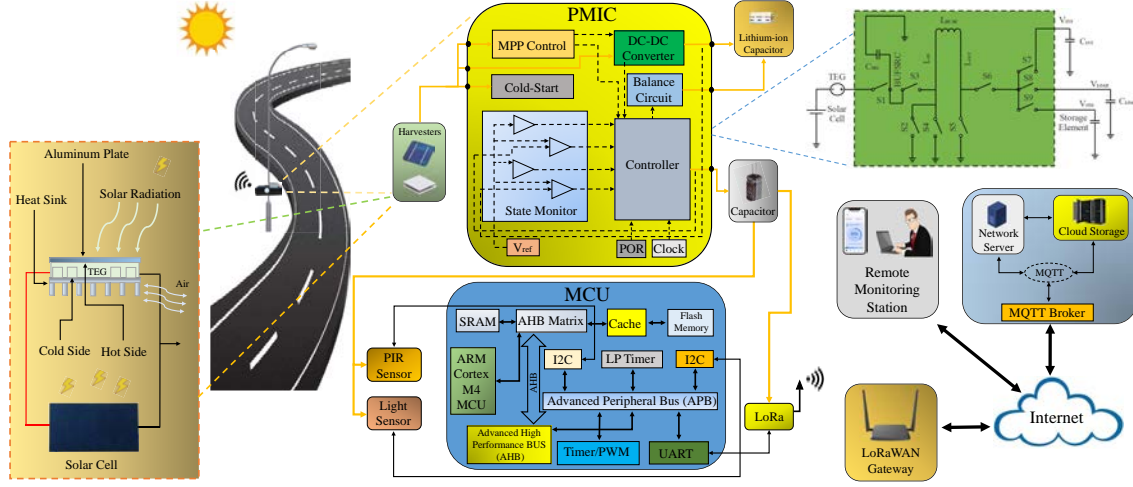 Aluminum Plate
Heat Sink
Solar Radiation
TEG
Air
Cold Side
Hot Side
Solar Cell
Harvesters
PMIC
MPP Control
DC-DC
Converter
Cold-Start
Balance
Circuit
Controller
State Monitor
Vref
POR
Clock
Lithium-ion
Capacitor
Capacitor
TEG
Solar
Cell
BUFSRC
S1
S2
S3
S4
S5
S6
S7
S8
S9
Storage
Element
MCU
SRAM
AHB Matrix
Cache
Flash
Memory
ARM
Cortex
M4
MCU
AHB
I2C
LP Timer
I2C
Advanced Peripheral Bus (APB)
Advanced High
Performance BUS
(AHB)
Timer/PWM
UART
PIR
Sensor
Light
Sensor
LoRa
Remote
Monitoring
Station
Network
Server
Cloud Storage
MQTT
MQTT Broker
Internet
LoRaWAN
Gateway